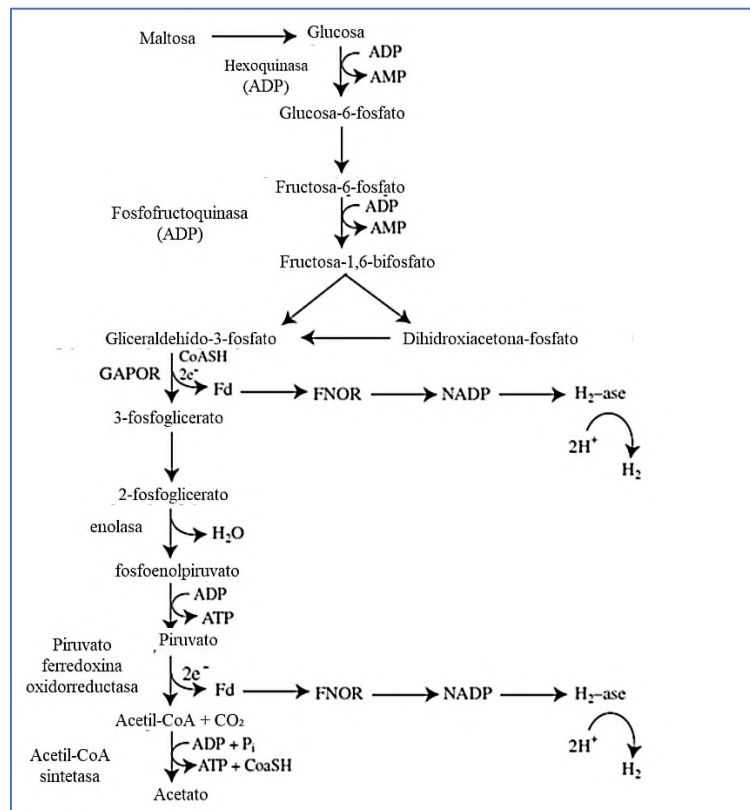 Maltosa
Glucosa
Hexoquinasa
(ADP)
ADP
AMP
Glucosa-6-fosfato
Fructosa-6-fosfato
Fosfofructoquinasa
(ADP)
ADP
AMP
Fructosa-1,6-bifosfato
Gliceraldehido-3-fosfato
Dihidroxiacetona-fosfato
GAPOR
CoASH
2e⁻
Fd
FNOR
NADP
H₂-ase
2H⁺
H₂
3-fosfoglicerato
2-fosfoglicerato
enolasa
H₂O
fosfoenolpiruvato
ADP
ATP
Piruvato
Piruvato
ferredoxina
oxidorreductasa
2e⁻
Fd
FNOR
NADP
H₂-ase
2H⁺
H₂
Acetil-CoA + CO₂
Acetil-CoA
sintetasa
ADP + Pᵢ
ATP + CoaSH
Acetato